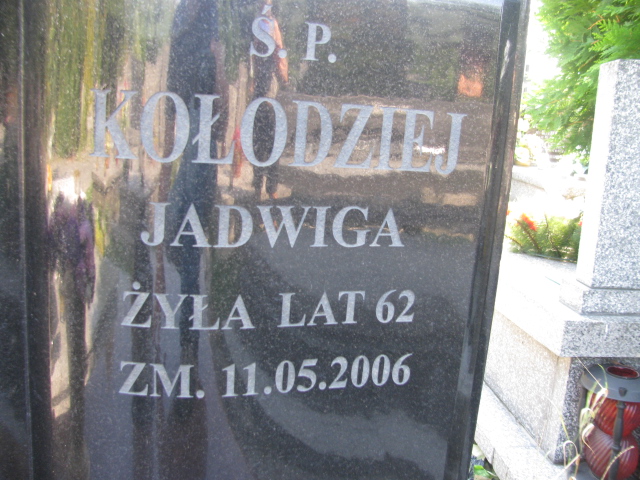 Ś. P.
KOŁODZIEJ
JADWIGA
ŻYŁA LAT 62
ZM. 11.05.2006